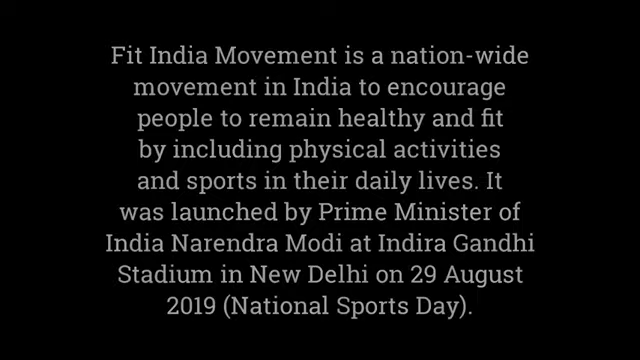 Fit India Movement is a nation-wide
movement in India to encourage
people to remain healthy and fit
by including physical activities
and sports in their daily lives. It
was launched by Prime Minister of
India Narendra Modi at Indira Gandhi
Stadium in New Delhi on 29 August
2019 (National Sports Day).